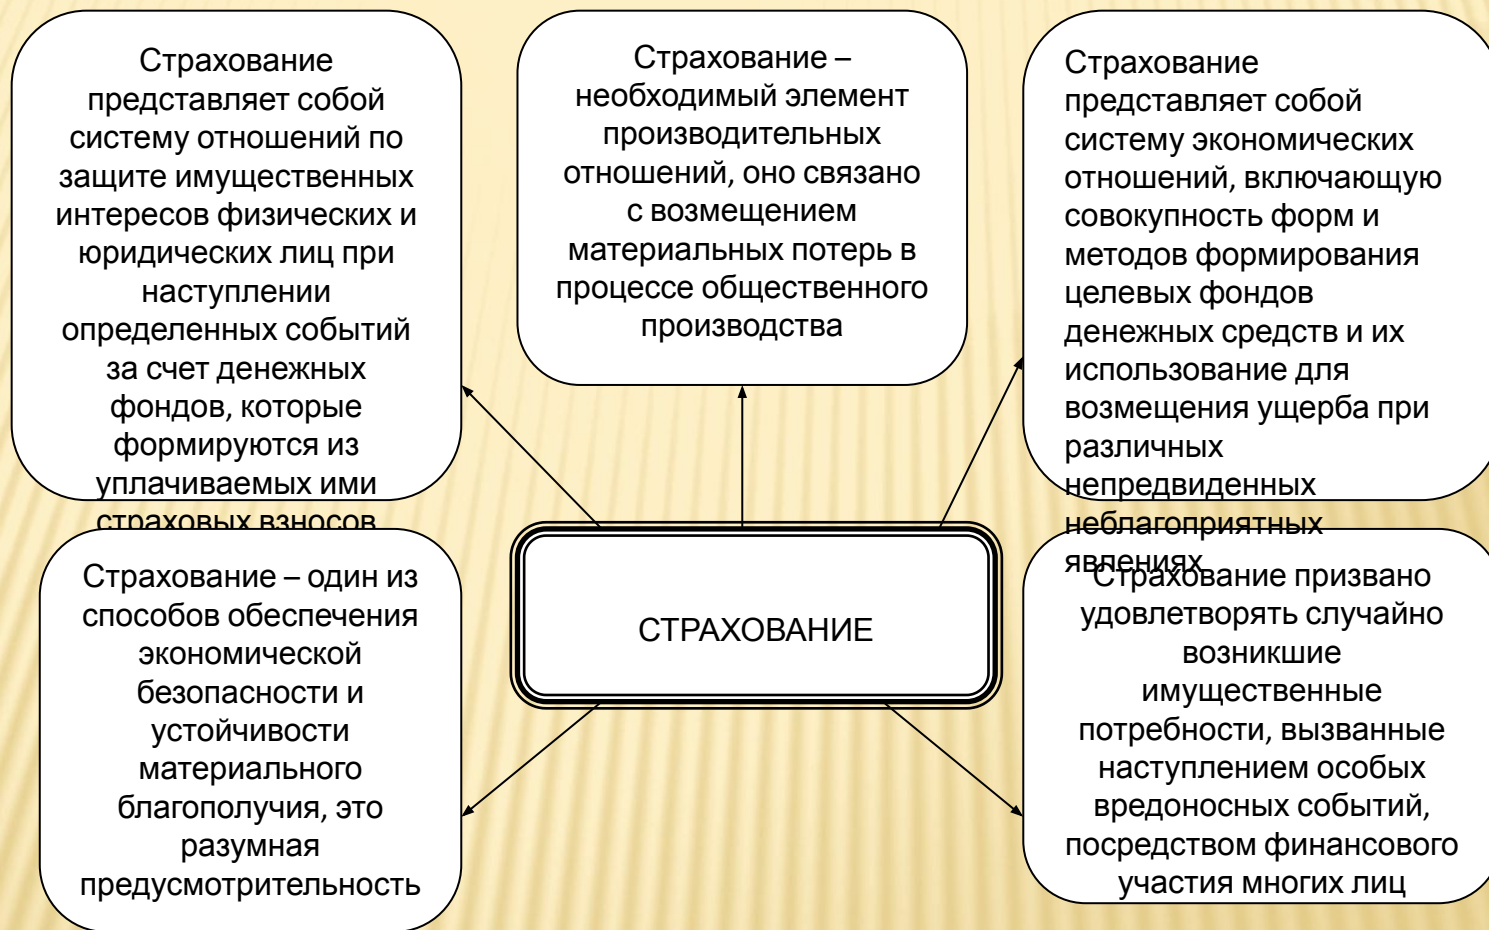 Страхование
представляет собой
систему отношений по
защите имущественных
интересов физических и
юридических лиц при
наступлении
определенных событий
за счет денежных
фондов, которые
формируются из
уплачиваемых ими
страховых взносов
Страхование –
необходимый элемент
производительных
отношений, оно связано
с возмещением
материальных потерь в
процессе общественного
производства
Страхование
представляет собой
систему экономических
отношений, включающую
совокупность форм и
методов формирования
целевых фондов
денежных средств и их
использование для
возмещения ущерба при
различных
непредвиденных
неблагоприятных
явлениях
СТРАХОВАНИЕ
Страхование – один из
способов обеспечения
экономической
безопасности и
устойчивости
материального
благополучия, это
разумная
предусмотрительность
Страхование призвано
удовлетворять случайно
возникшие
имущественные
потребности, вызванные
наступлением особых
вредоносных событий,
посредством финансового
участия многих лиц